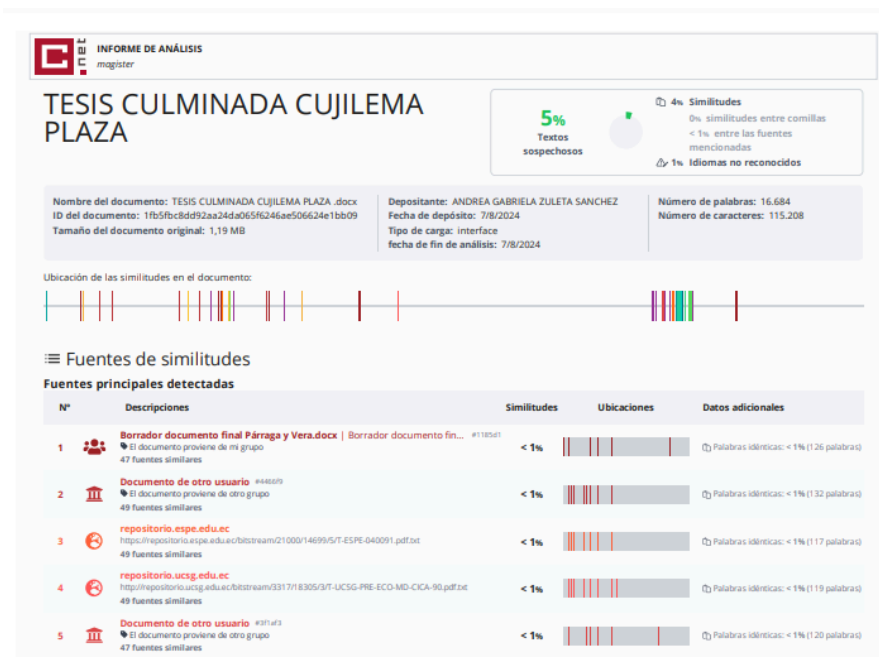 C .net
INFORME DE ANÁLISIS
magister
TESIS CULMINADA CUJILEMA
PLAZA
5%
Textos
sospechosos
4% Similitudes
0% similitudes entre comillas
< 1% entre las fuentes
mencionadas
1% Idiomas no reconocidos
Nombre del documento: TESIS CULMINADA CUJILEMA PLAZA .docx
ID del documento: 1fb5fbc8dd92aa24da065f6246ae506624e1bb09
Tamaño del documento original: 1,19 MB
Depositante: ANDREA GABRIELA ZULETA SANCHEZ
Fecha de depósito: 7/8/2024
Tipo de carga: interface
fecha de fin de análisis: 7/8/2024
Número de palabras: 16.684
Número de caracteres: 115.208
Ubicación de las similitudes en el documento:
Fuentes de similitudes
Fuentes principales detectadas
N° Descripciones Similitudes Ubicaciones Datos adicionales
1 Borrador documento final Párraga y Vera.docx | Borrador documento fin... #1185d1
El documento proviene de mi grupo
47 fuentes similares
< 1% Palabras idénticas: < 1% (126 palabras)
2 Documento de otro usuario #4466f9
El documento proviene de otro grupo
49 fuentes similares
< 1% Palabras idénticas: < 1% (132 palabras)
3 repositorio.espe.edu.ec
https://repositorio.espe.edu.ec/bitstream/21000/14699/5/T-ESPE-040091.pdf.txt
49 fuentes similares
< 1% Palabras idénticas: < 1% (117 palabras)
4 repositorio.ucsg.edu.ec
http://repositorio.ucsg.edu.ec/bitstream/3317/18305/3/T-UCSG-PRE-ECO-MD-CICA-90.pdf.txt
49 fuentes similares
< 1% Palabras idénticas: < 1% (119 palabras)
5 Documento de otro usuario #3f1af3
El documento proviene de otro grupo
47 fuentes similares
< 1% Palabras idénticas: < 1% (120 palabras)